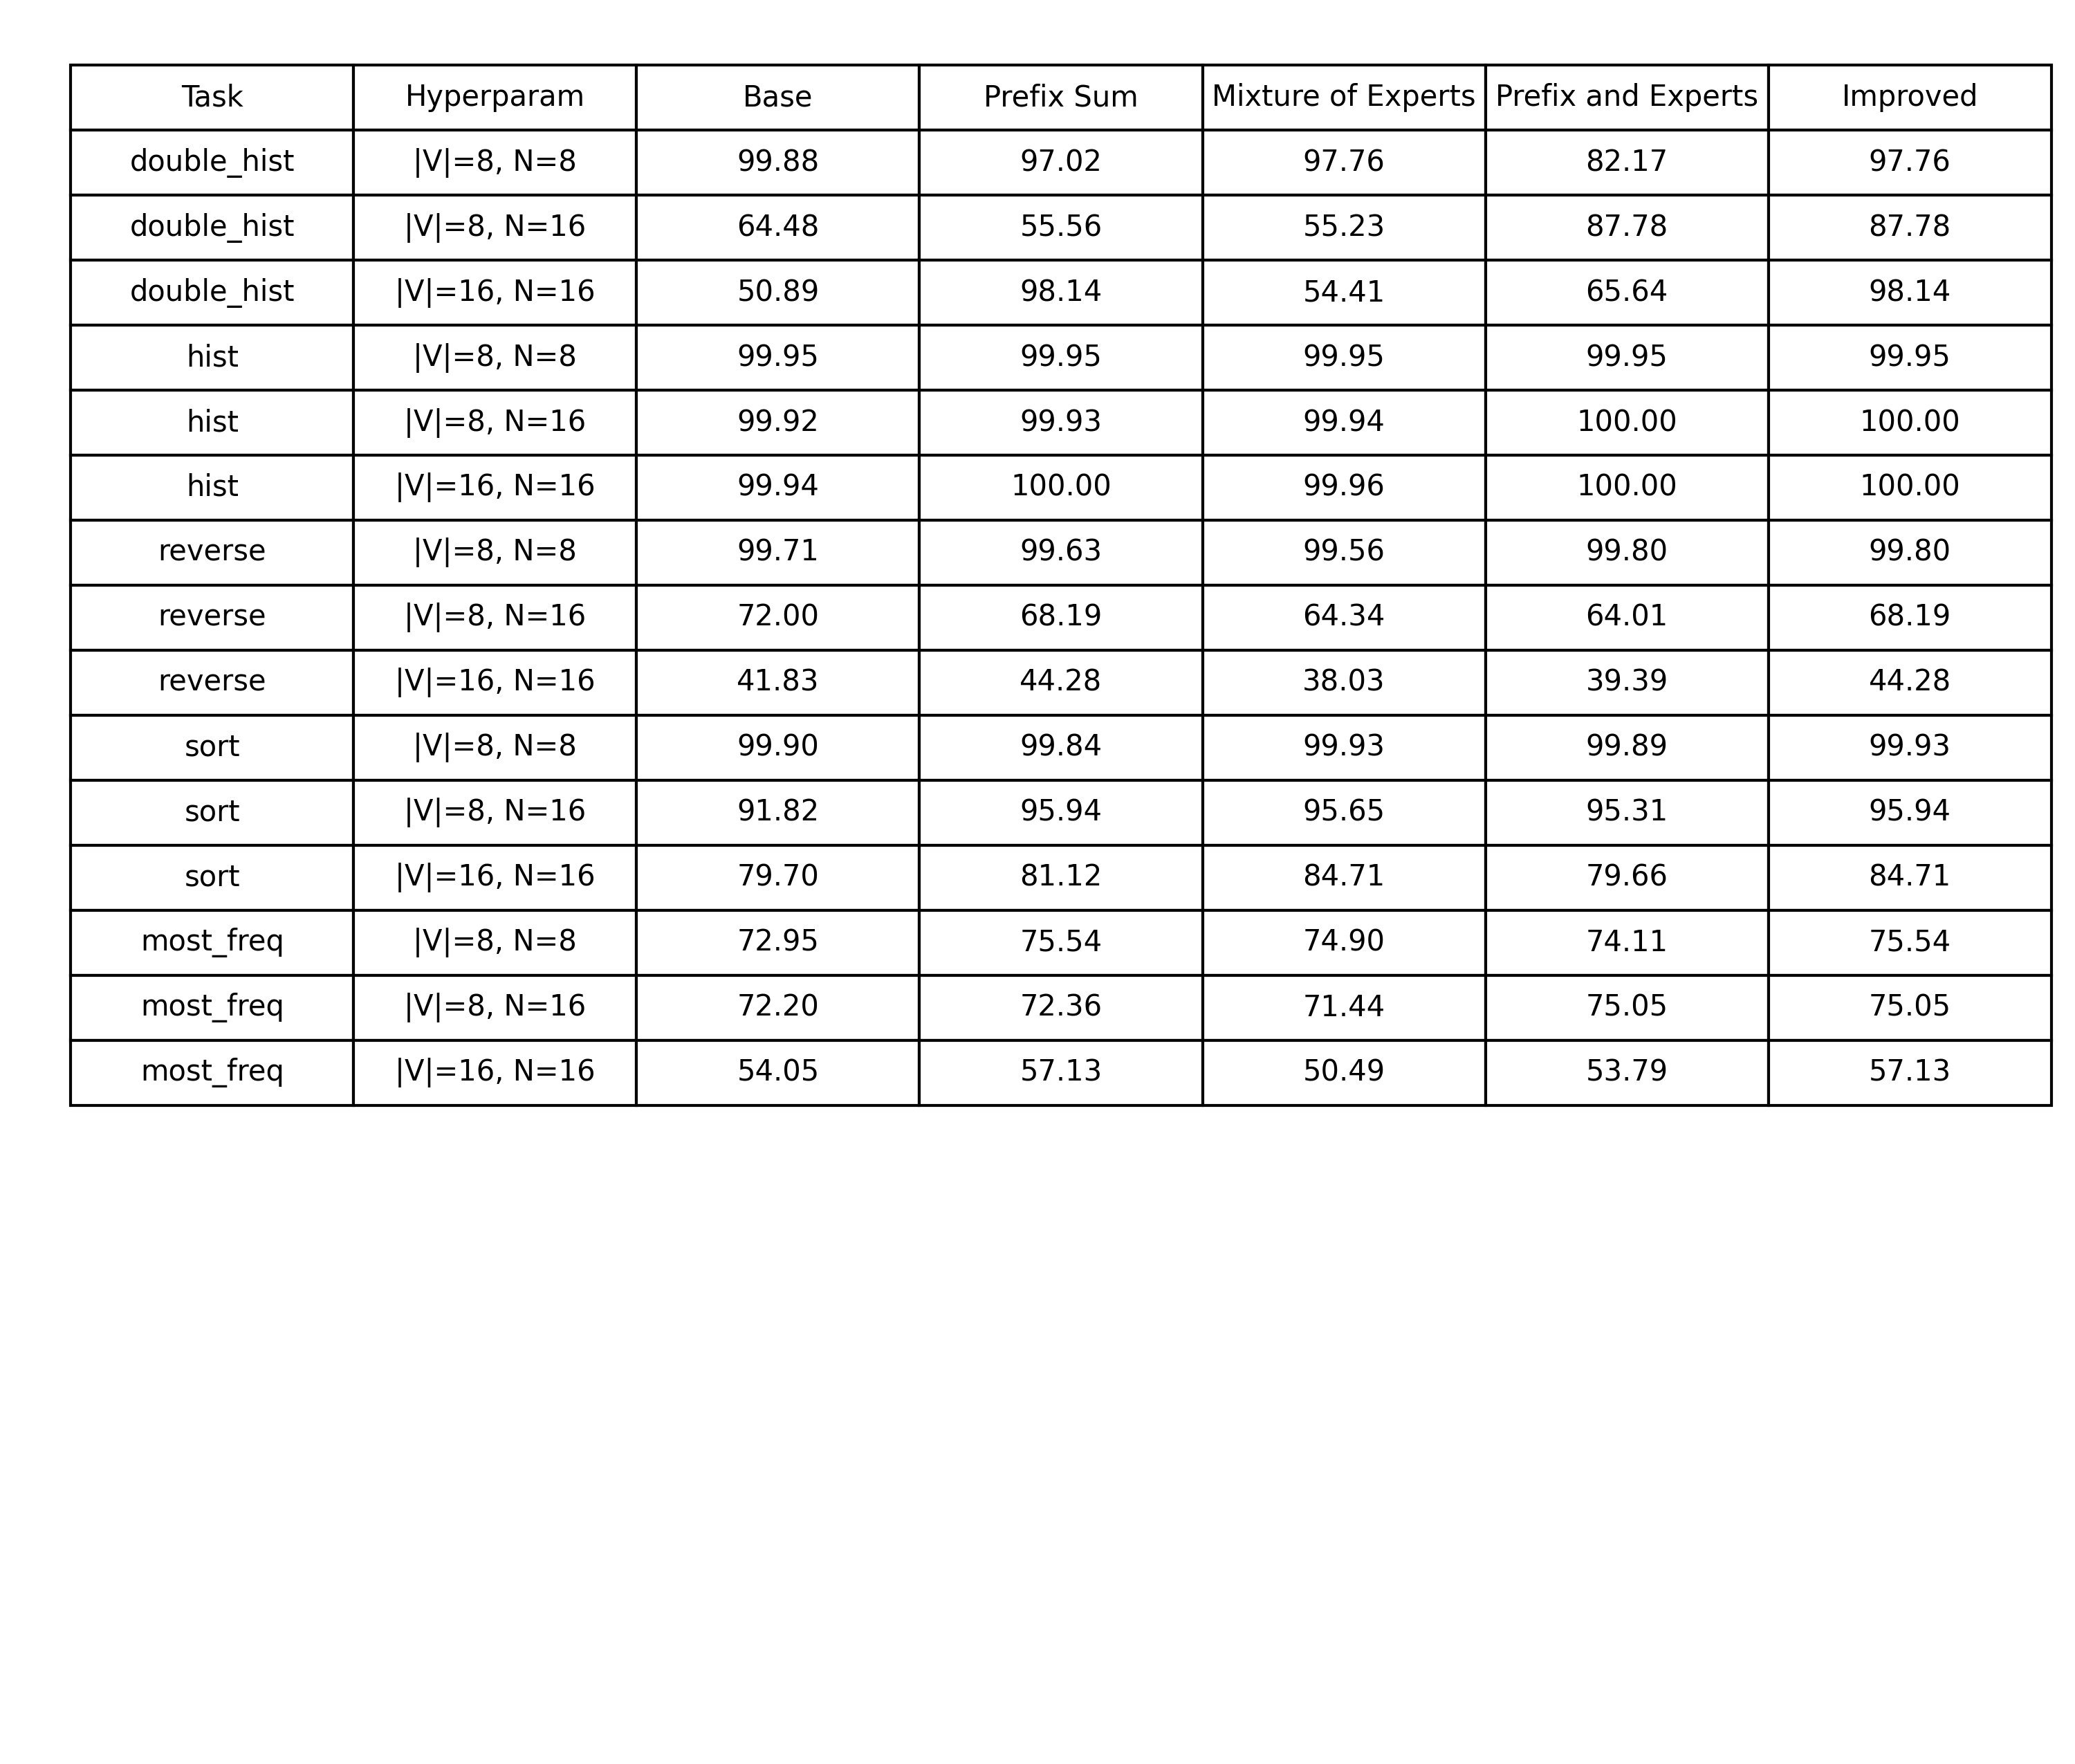 Task Hyperparam Base Prefix Sum Mixture of Experts Prefix and Experts Improved
double_hist |V|=8, N=8 99.88 97.02 97.76 82.17 97.76
double_hist |V|=8, N=16 64.48 55.56 55.23 87.78 87.78
double_hist |V|=16, N=16 50.89 98.14 54.41 65.64 98.14
hist |V|=8, N=8 99.95 99.95 99.95 99.95 99.95
hist |V|=8, N=16 99.92 99.93 99.94 100.00 100.00
hist |V|=16, N=16 99.94 100.00 99.96 100.00 100.00
reverse |V|=8, N=8 99.71 99.63 99.56 99.80 99.80
reverse |V|=8, N=16 72.00 68.19 64.34 64.01 68.19
reverse |V|=16, N=16 41.83 44.28 38.03 39.39 44.28
sort |V|=8, N=8 99.90 99.84 99.93 99.89 99.93
sort |V|=8, N=16 91.82 95.94 95.65 95.31 95.94
sort |V|=16, N=16 79.70 81.12 84.71 79.66 84.71
most_freq |V|=8, N=8 72.95 75.54 74.90 74.11 75.54
most_freq |V|=8, N=16 72.20 72.36 71.44 75.05 75.05
most_freq |V|=16, N=16 54.05 57.13 50.49 53.79 57.13